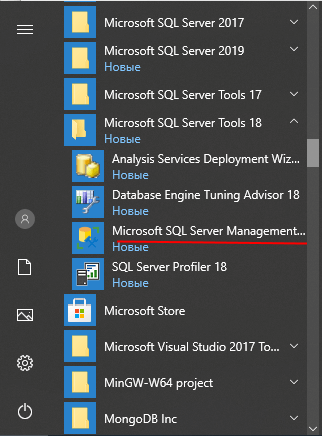 Microsoft SQL Server 2017
Microsoft SQL Server 2019
Новые
Microsoft SQL Server Tools 17
Microsoft SQL Server Tools 18
Новые
Analysis Services Deployment Wiz...
Новые
Database Engine Tuning Advisor 18
Новые
Microsoft SQL Server Management...
Новые
SQL Server Profiler 18
Новые
Microsoft Store
Microsoft Visual Studio 2017 To...
MinGW-W64 project
MongoDB Inc